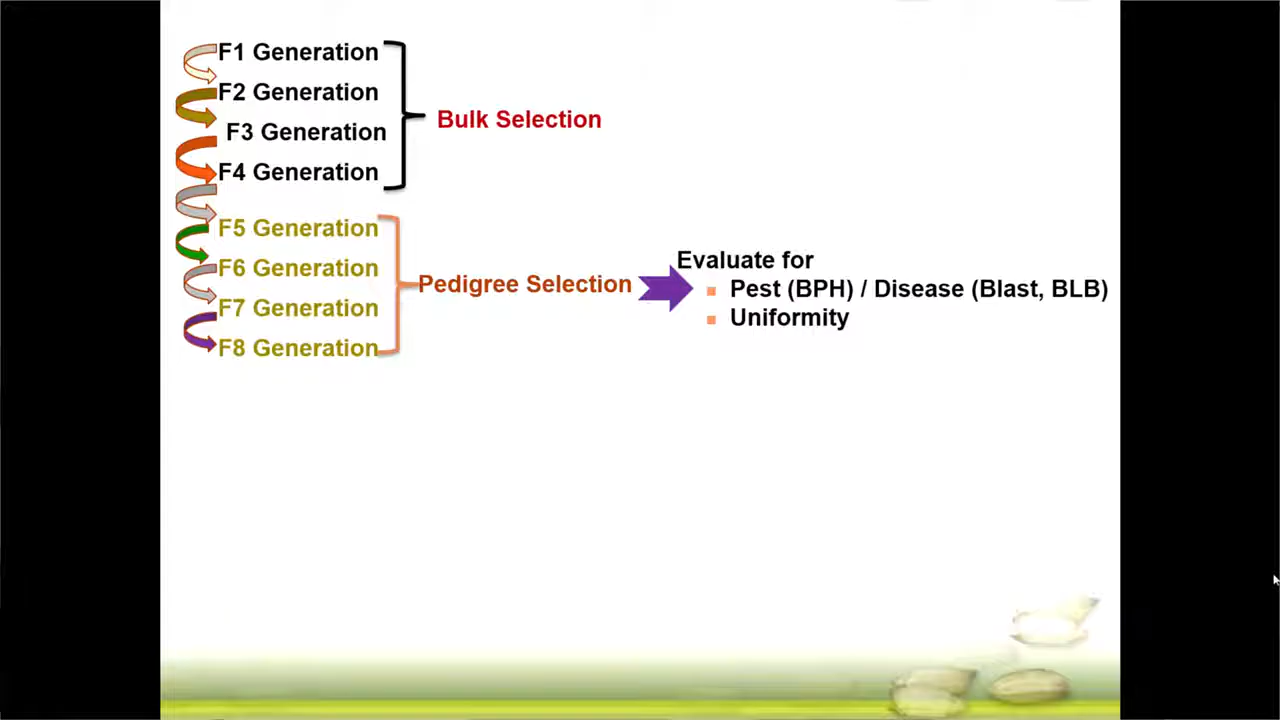 F1 Generation
F2 Generation
F3 Generation
F4 Generation
Bulk Selection
F5 Generation
F6 Generation
F7 Generation
F8 Generation
Pedigree Selection
Evaluate for
Pest (BPH) / Disease (Blast, BLB)
Uniformity